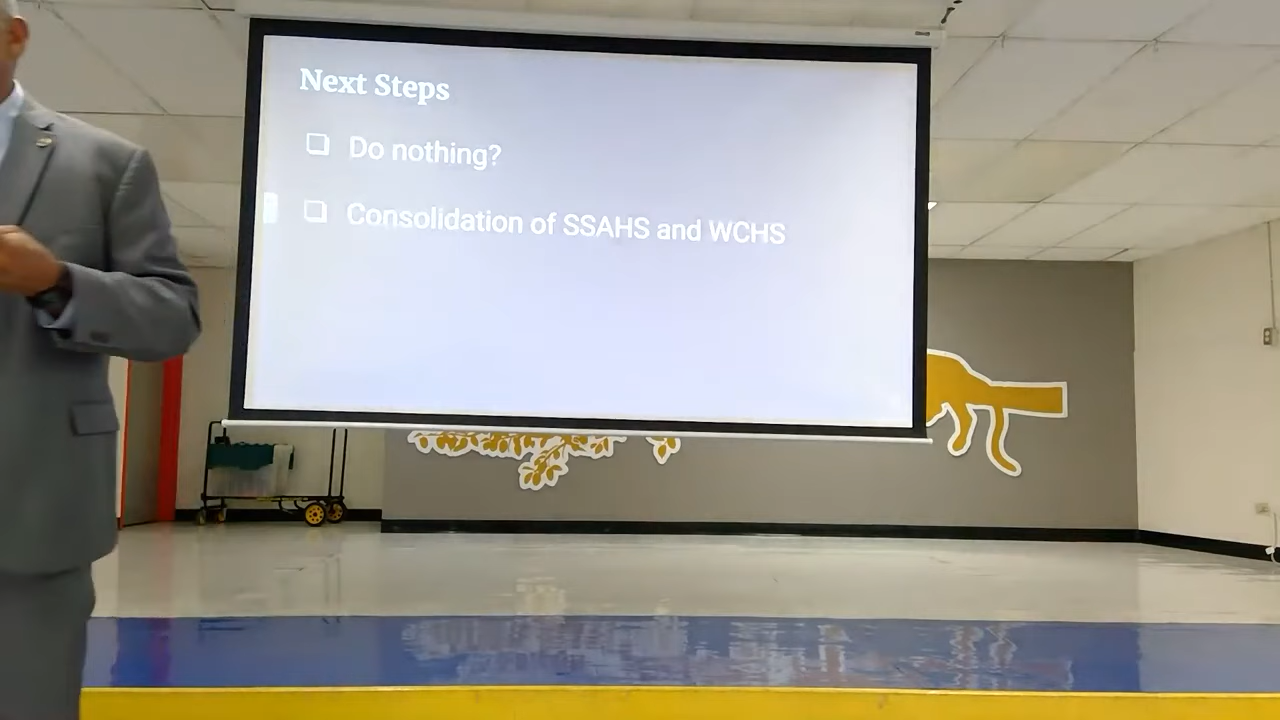 Next Steps
❏ Do nothing?
❏ Consolidation of SSAHS and WCHS